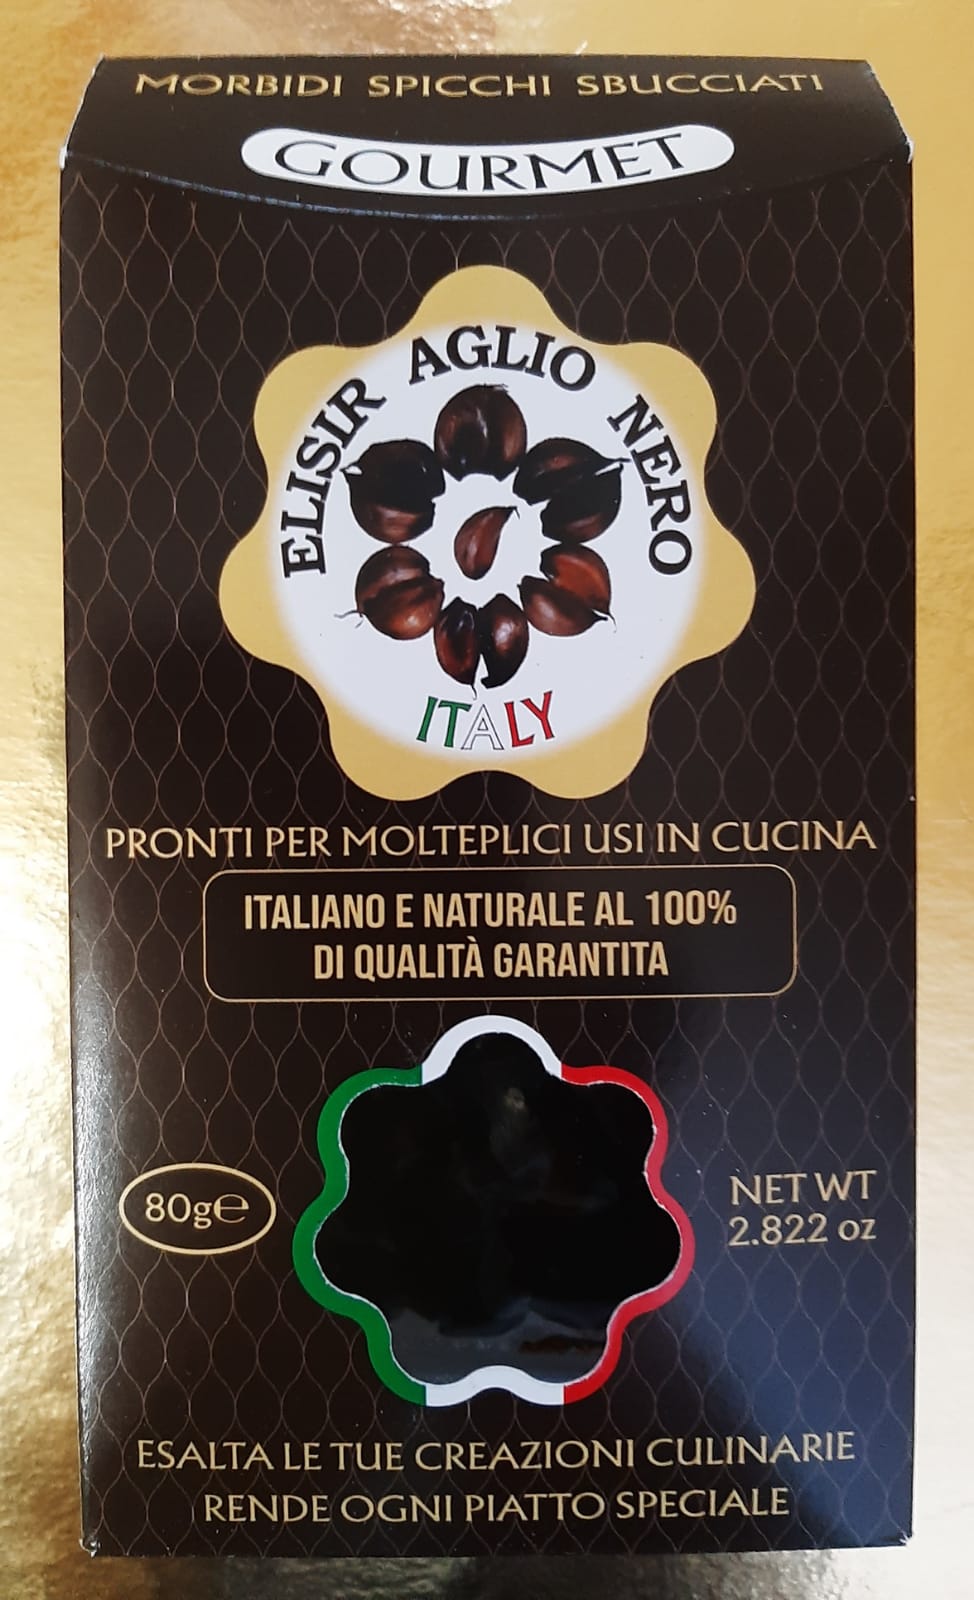 MORBIDI SPICCHI SBUCCIATI
GOURMET
ELISIR AGLIO NERO
ITALY
PRONTI PER MOLTEPLICI USI IN CUCINA
ITALIANO E NATURALE AL 100%
DI QUALITÀ GARANTITA
80g℮
NET WT
2.822 oz
ESALTA LE TUE CREAZIONI CULINARIE
RENDE OGNI PIATTO SPECIALE